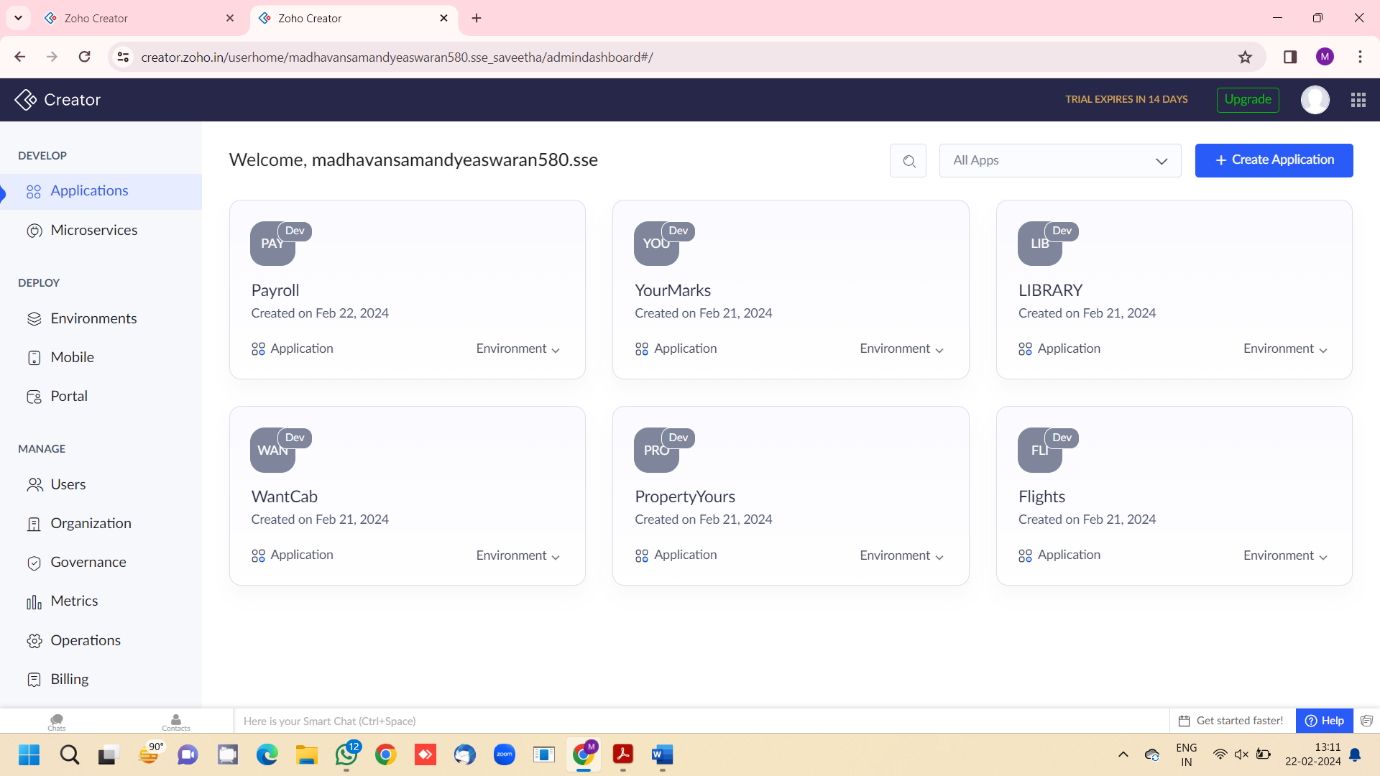 Zoho Creator
Zoho Creator
creator.zoho.in/userhome/madhavansamandyeaswaran580.sse_saveetha/admindashboard#/
M
Creator
TRIAL EXPIRES IN 14 DAYS
Upgrade
DEVELOP
Applications
Microservices
DEPLOY
Environments
Mobile
Portal
MANAGE
Users
Organization
Governance
Metrics
Operations
Billing
Welcome, madhavansamandyeaswaran580.sse
All Apps
+ Create Application
PAY Dev
Payroll
Created on Feb 22, 2024
Application Environment
YOU Dev
YourMarks
Created on Feb 21, 2024
Application Environment
LIB Dev
LIBRARY
Created on Feb 21, 2024
Application Environment
WAN Dev
WantCab
Created on Feb 21, 2024
Application Environment
PRO Dev
PropertyYours
Created on Feb 21, 2024
Application Environment
FLI Dev
Flights
Created on Feb 21, 2024
Application Environment
Chats
Contacts
Here is your Smart Chat (Ctrl+Space)
Get started faster!
Help
90°
12
zoom
M
W
ENG
IN
13:11
22-02-2024